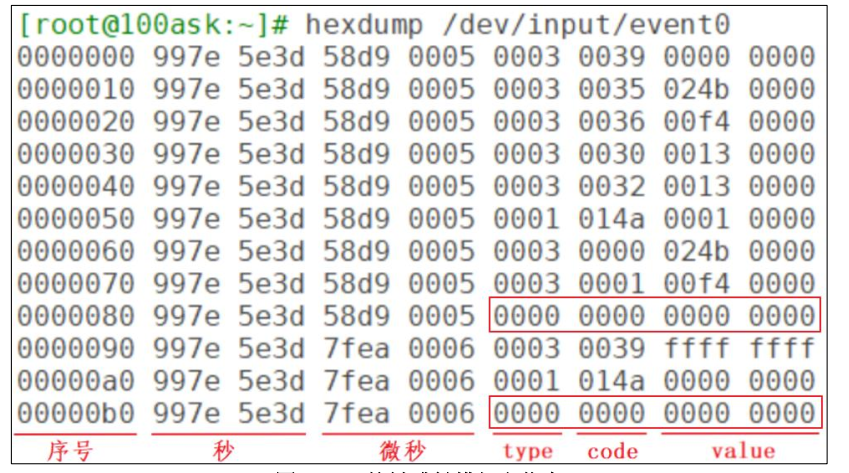 [root@100ask:~]# hexdump /dev/input/event0
0000000 997e 5e3d 58d9 0005 0003 0039 0000 0000
0000010 997e 5e3d 58d9 0005 0003 0035 024b 0000
0000020 997e 5e3d 58d9 0005 0003 0036 00f4 0000
0000030 997e 5e3d 58d9 0005 0003 0030 0013 0000
0000040 997e 5e3d 58d9 0005 0003 0032 0013 0000
0000050 997e 5e3d 58d9 0005 0001 014a 0001 0000
0000060 997e 5e3d 58d9 0005 0003 0000 024b 0000
0000070 997e 5e3d 58d9 0005 0003 0001 00f4 0000
0000080 997e 5e3d 58d9 0005 0000 0000 0000 0000
0000090 997e 5e3d 7fea 0006 0003 0039 ffff ffff
00000a0 997e 5e3d 7fea 0006 0001 014a 0000 0000
00000b0 997e 5e3d 7fea 0006 0000 0000 0000 0000
序号 秒 微秒 type code value